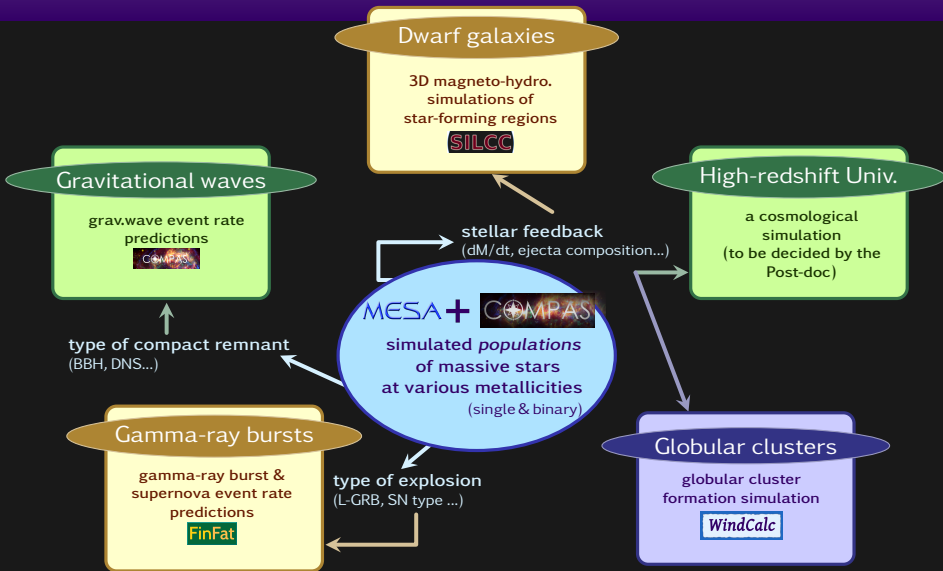 Dwarf galaxies
3D magneto-hydro.
simulations of
star-forming regions
SILCC
Gravitational waves
grav.wave event rate
predictions
COMPAS
High-redshift Univ.
a cosmological
simulation
(to be decided by the
Post-doc)
stellar feedback
(dM/dt, ejecta composition...)
MESA + COMPAS
simulated populations
of massive stars
at various metallicities
(single & binary)
type of compact remnant
(BBH, DNS...)
Gamma-ray bursts
gamma-ray burst &
supernova event rate
predictions
FinFat
type of explosion
(L-GRB, SN type ...)
Globular clusters
globular cluster
formation simulation
WindCalc